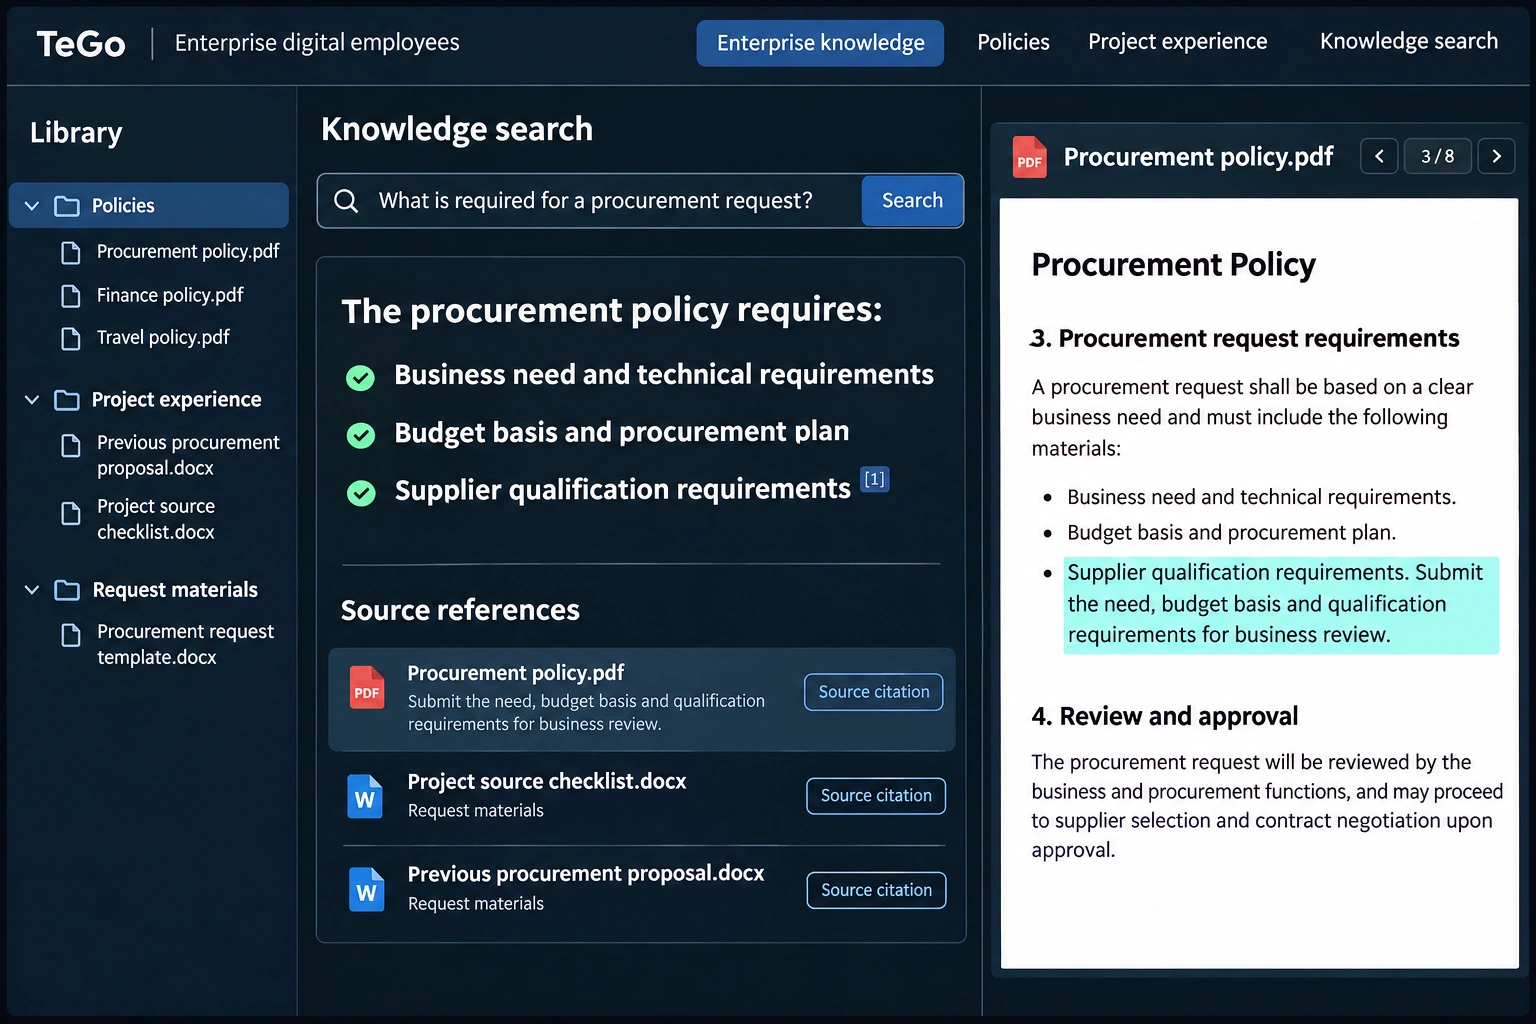 TeGo
Enterprise digital employees
Enterprise knowledge
Policies
Project experience
Knowledge search
Library
Policies
Procurement policy.pdf
Finance policy.pdf
Travel policy.pdf
Project experience
Previous procurement
proposal.docx
Project source
checklist.docx
Request materials
Procurement request
template.docx
Knowledge search
What is required for a procurement request?
Search
The procurement policy requires:
Business need and technical requirements
Budget basis and procurement plan
Supplier qualification requirements [1]
Source references
PDF
Procurement policy.pdf
Submit the need, budget basis and qualification
requirements for business review.
Source citation
W
Project source checklist.docx
Request materials
Source citation
W
Previous procurement proposal.docx
Request materials
Source citation
PDF
Procurement policy.pdf
3/8
Procurement Policy
3. Procurement request requirements
A procurement request shall be based on a clear
business need and must include the following
materials:
• Business need and technical requirements.
• Budget basis and procurement plan.
• Supplier qualification requirements. Submit
the need, budget basis and qualification
requirements for business review.
4. Review and approval
The procurement request will be reviewed by the
business and procurement functions, and may proceed
to supplier selection and contract negotiation upon
approval.